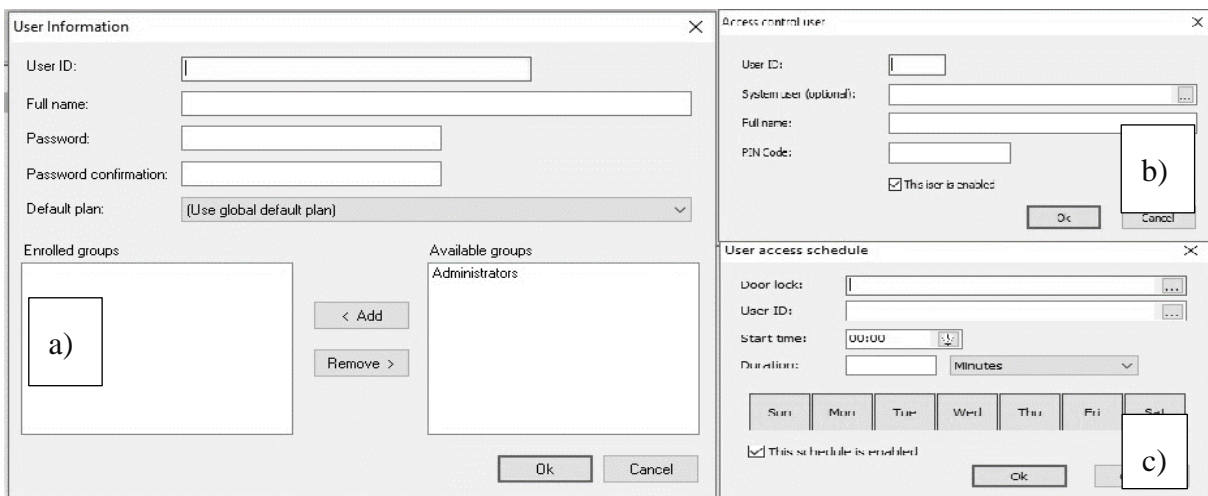 User Information
User ID:
Full name:
Password:
Password confirmation:
Default plan: (Use global default plan)
Enrolled groups Available groups
Administrators
< Add
Remove >
a)
Ok Cancel
Access control user
User ID:
System user (optional): ...
Full name:
PIN Code:
This user is enabled
b)
Ok Cancel
User access schedule
Door lock: ...
User ID: ...
Start time: 00:00
Duration: Minutes
Sun Mon Tue Wed Thu Fri Sat
This schedule is enabled
c)
Ok